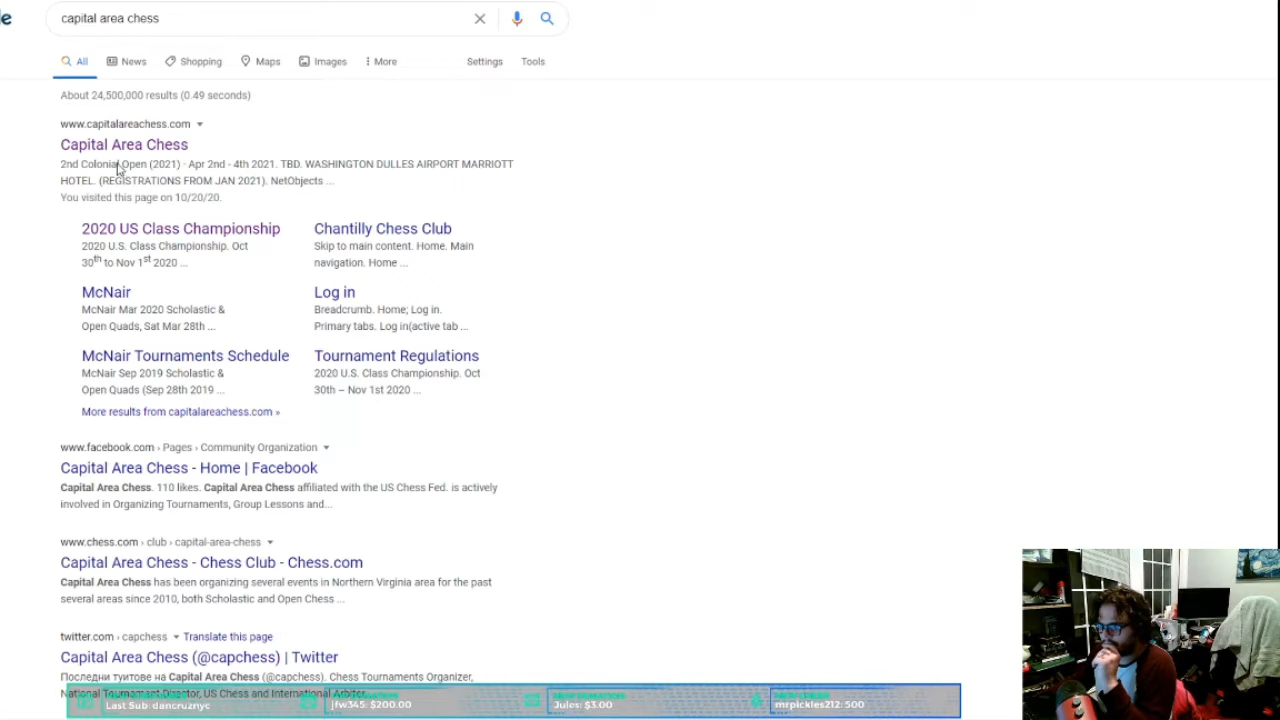 le
capital area chess
All
News
Shopping
Maps
Images
More
Settings
Tools
About 24,500,000 results (0.49 seconds)
www.capitalareachess.com
Capital Area Chess
2nd Colonial Open (2021) · Apr 2nd - 4th 2021. TBD. WASHINGTON DULLES AIRPORT MARRIOTT
HOTEL. (REGISTRATIONS FROM JAN 2021). NetObjects ...
You visited this page on 10/20/20.
2020 US Class Championship
2020 U.S. Class Championship. Oct
30th to Nov 1st 2020 ...
Chantilly Chess Club
Skip to main content. Home. Main
navigation. Home ...
McNair
McNair Mar 2020 Scholastic &
Open Quads, Sat Mar 28th ...
Log in
Breadcrumb. Home; Log in.
Primary tabs. Log in(active tab ...
McNair Tournaments Schedule
McNair Sep 2019 Scholastic &
Open Quads (Sep 28th 2019 ...
Tournament Regulations
2020 U.S. Class Championship. Oct
30th – Nov 1st 2020 ...
More results from capitalareachess.com »
www.facebook.com › Pages › Community Organization
Capital Area Chess - Home | Facebook
Capital Area Chess. 110 likes. Capital Area Chess affiliated with the US Chess Fed. is actively
involved in Organizing Tournaments, Group Lessons and...
www.chess.com › club › capital-area-chess
Capital Area Chess - Chess Club - Chess.com
Capital Area Chess has been organizing several events in Northern Virginia area for the past
several areas since 2010, both Scholastic and Open Chess ...
twitter.com › capchess Translate this page
Capital Area Chess (@capchess) | Twitter
Последни туитове на Capital Area Chess (@capchess). Chess Tournaments Organizer,
National Tournament Director, US Chess and International Arbiter.
Last Sub: dancruznyc
jfw345: $200.00
Jules: $3.00
mrpickles212: 500